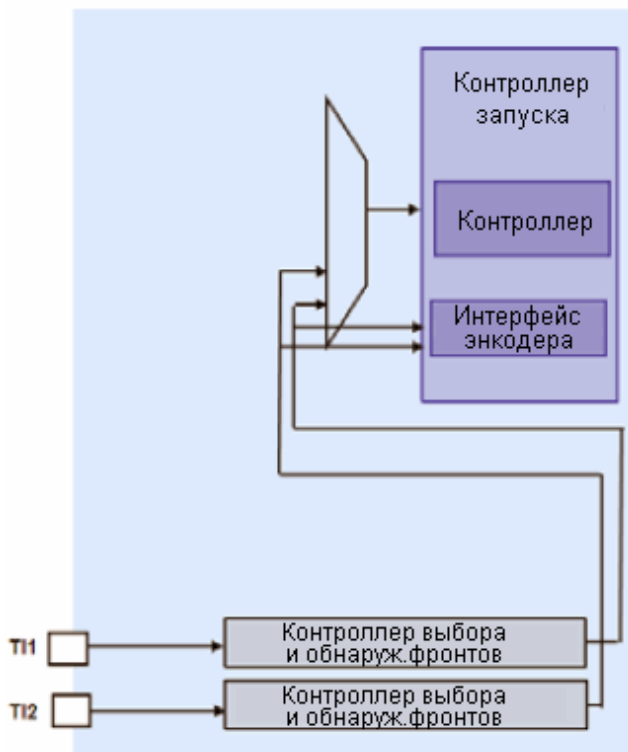 Контроллер
запуска
Контроллер
Интерфейс
энкодера
TI1
Контроллер выбора
и обнаруж.фронтов
TI2
Контроллер выбора
и обнаруж.фронтов